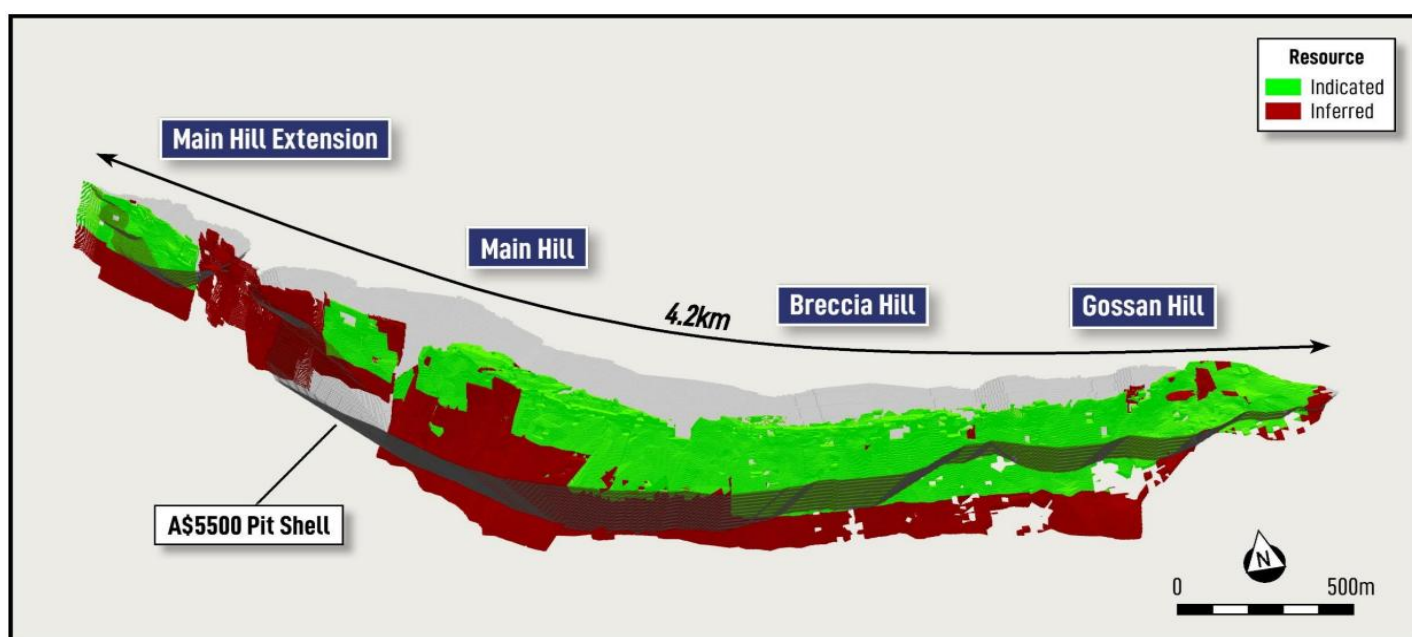 Resource
Indicated
Inferred
Main Hill Extension
Main Hill
4.2km
Breccia Hill
Gossan Hill
A$5500 Pit Shell
N
0 500m